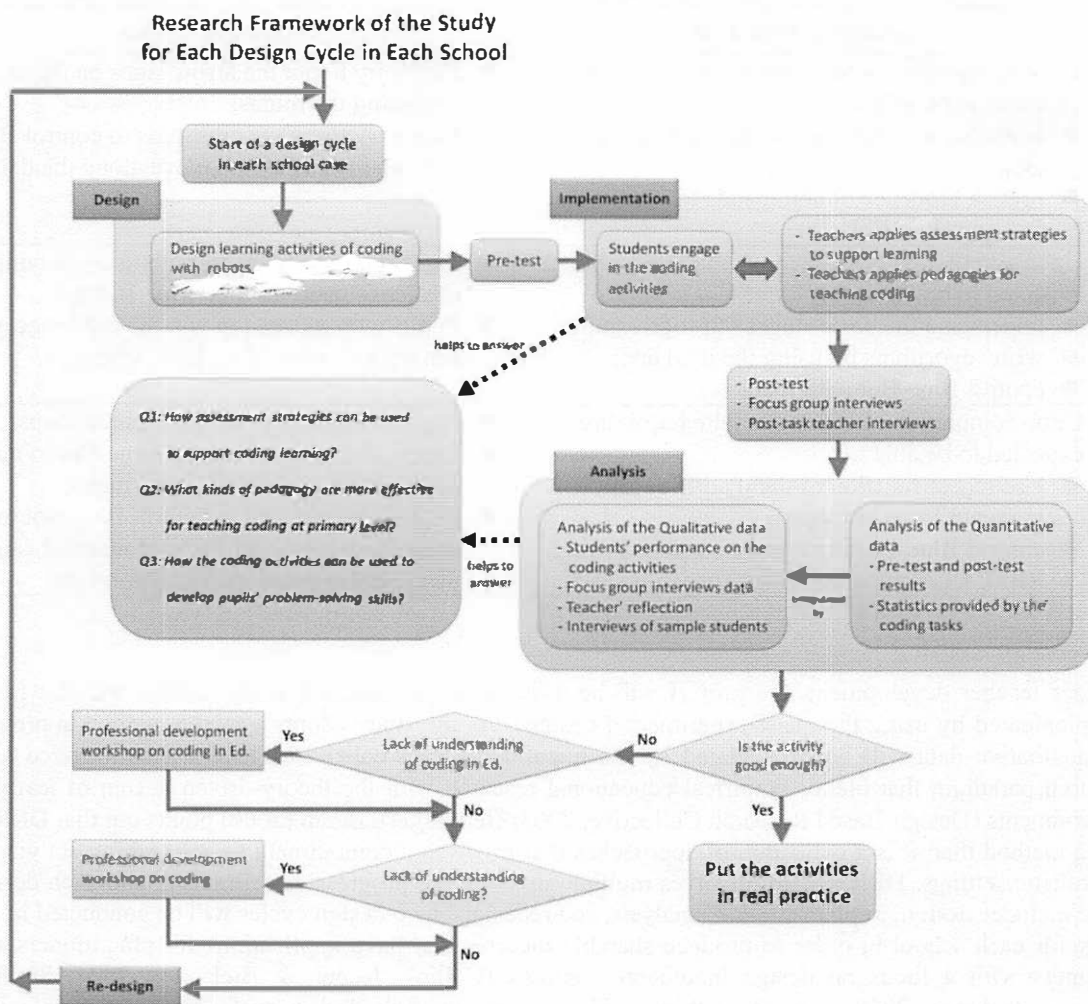 Research Framework of the Study
for Each Design Cycle in Each School
Start of a design cycle
in each school case
Design
Design learning activities of coding
with robots,
Pre-test
Implementation
Students engage
in the coding
activities
- Teachers applies assessment strategies
to support learning
- Teachers applies pedagogies for
teaching coding
helps to answer
- Post-test
- Focus group interviews
- Post-task teacher interviews
Q1: How assessment strategies can be used
to support coding learning?
Q2: What kinds of pedagogy are more effective
for teaching coding at primary level?
Q3: How the coding activities can be used to
develop pupils' problem-solving skills?
helps to
answer
Analysis
Analysis of the Qualitative data
- Students' performance on the
coding activities
- Focus group interviews data
- Teacher' reflection
- Interviews of sample students
by
Analysis of the Quantitative
data
- Pre-test and post-test
results
- Statistics provided by the
coding tasks
Is the activity
good enough?
No
Yes
Lack of understanding
of coding in Ed.
Yes
No
Professional development
workshop on coding in Ed.
Lack of understanding
of coding?
Yes
No
Professional development
workshop on coding
Put the activities
in real practice
Re-design